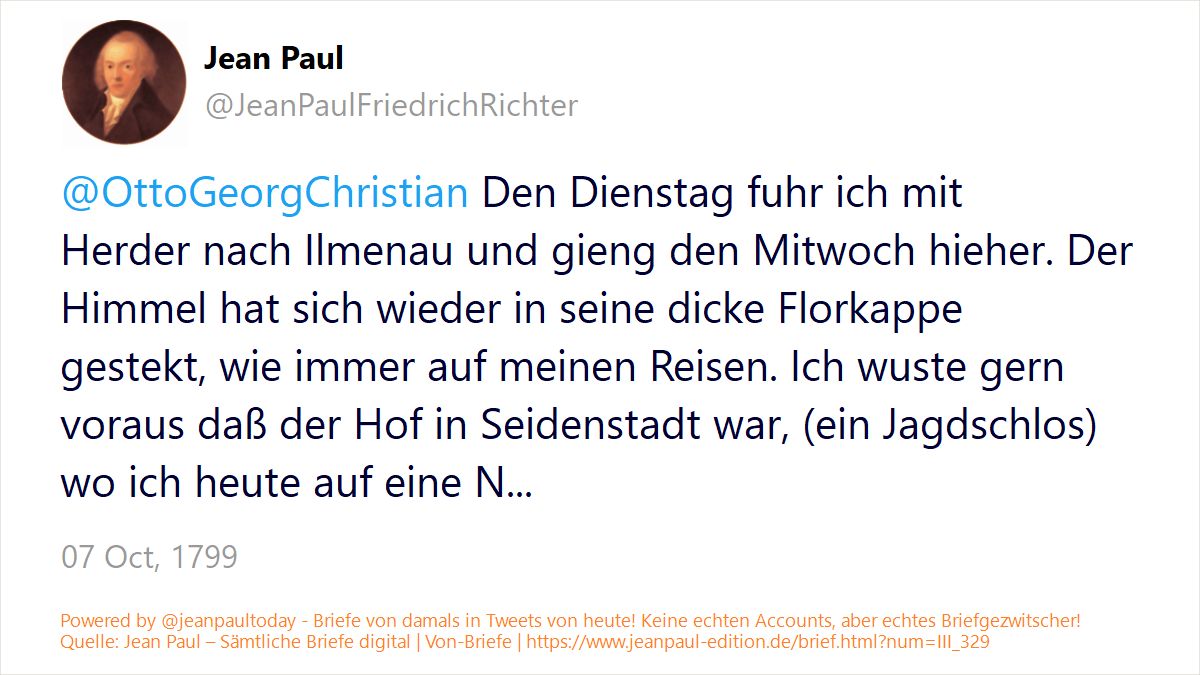 Jean Paul
@JeanPaulFriedrichRichter
@OttoGeorgChristian Den Dienstag fuhr ich mit
Herder nach Ilmenau und gieng den Mitwoch hieher. Der
Himmel hat sich wieder in seine dicke Florkappe
gestekt, wie immer auf meinen Reisen. Ich wuste gern
voraus daß der Hof in Seidenstadt war, (ein Jagdschlos)
wo ich heute auf eine N...
07 Oct, 1799
Powered by @jeanpaultoday - Briefe von damals in Tweets von heute! Keine echten Accounts, aber echtes Briefgezwitscher!
Quelle: Jean Paul – Sämtliche Briefe digital | Von-Briefe | https://www.jeanpaul-edition.de/brief.html?num=III_329